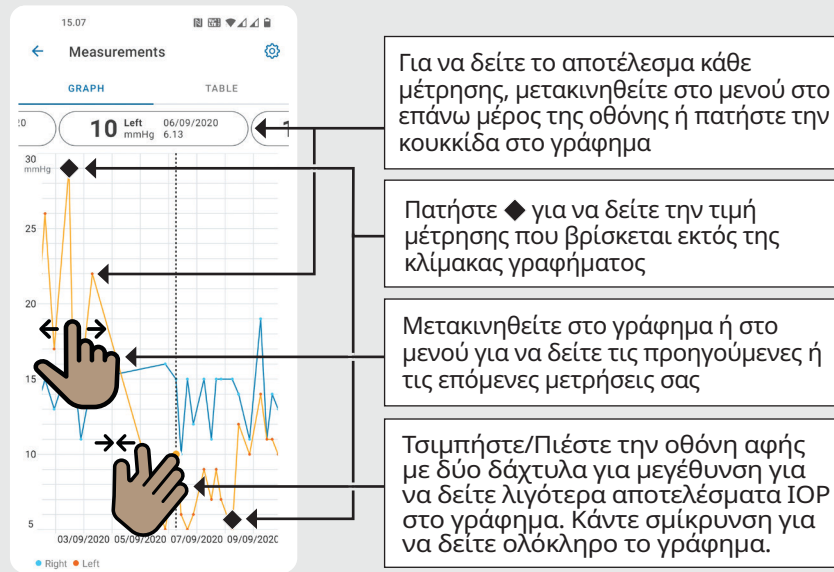 15.07
Measurements
GRAPH TABLE
10 Left 06/09/2020
mmHg 6.13
30
mmHg
25
20
15
10
5
03/09/2020 05/09/2020 07/09/2020 09/09/202
Right Left
Για να δείτε το αποτέλεσμα κάθε
μέτρησης, μετακινηθείτε στο μενού στο
επάνω μέρος της οθόνης ή πατήστε την
κουκκίδα στο γράφημα
Πατήστε ◆ για να δείτε την τιμή
μέτρησης που βρίσκεται εκτός της
κλίμακας γραφήματος
Μετακινηθείτε στο γράφημα ή στο
μενού για να δείτε τις προηγούμενες ή
τις επόμενες μετρήσεις σας
Τσιμπήστε/Πιέστε την οθόνη αφής
με δύο δάχτυλα για μεγέθυνση για
να δείτε λιγότερα αποτελέσματα IOP
στο γράφημα. Κάντε σμίκρυνση για
να δείτε ολόκληρο το γράφημα.